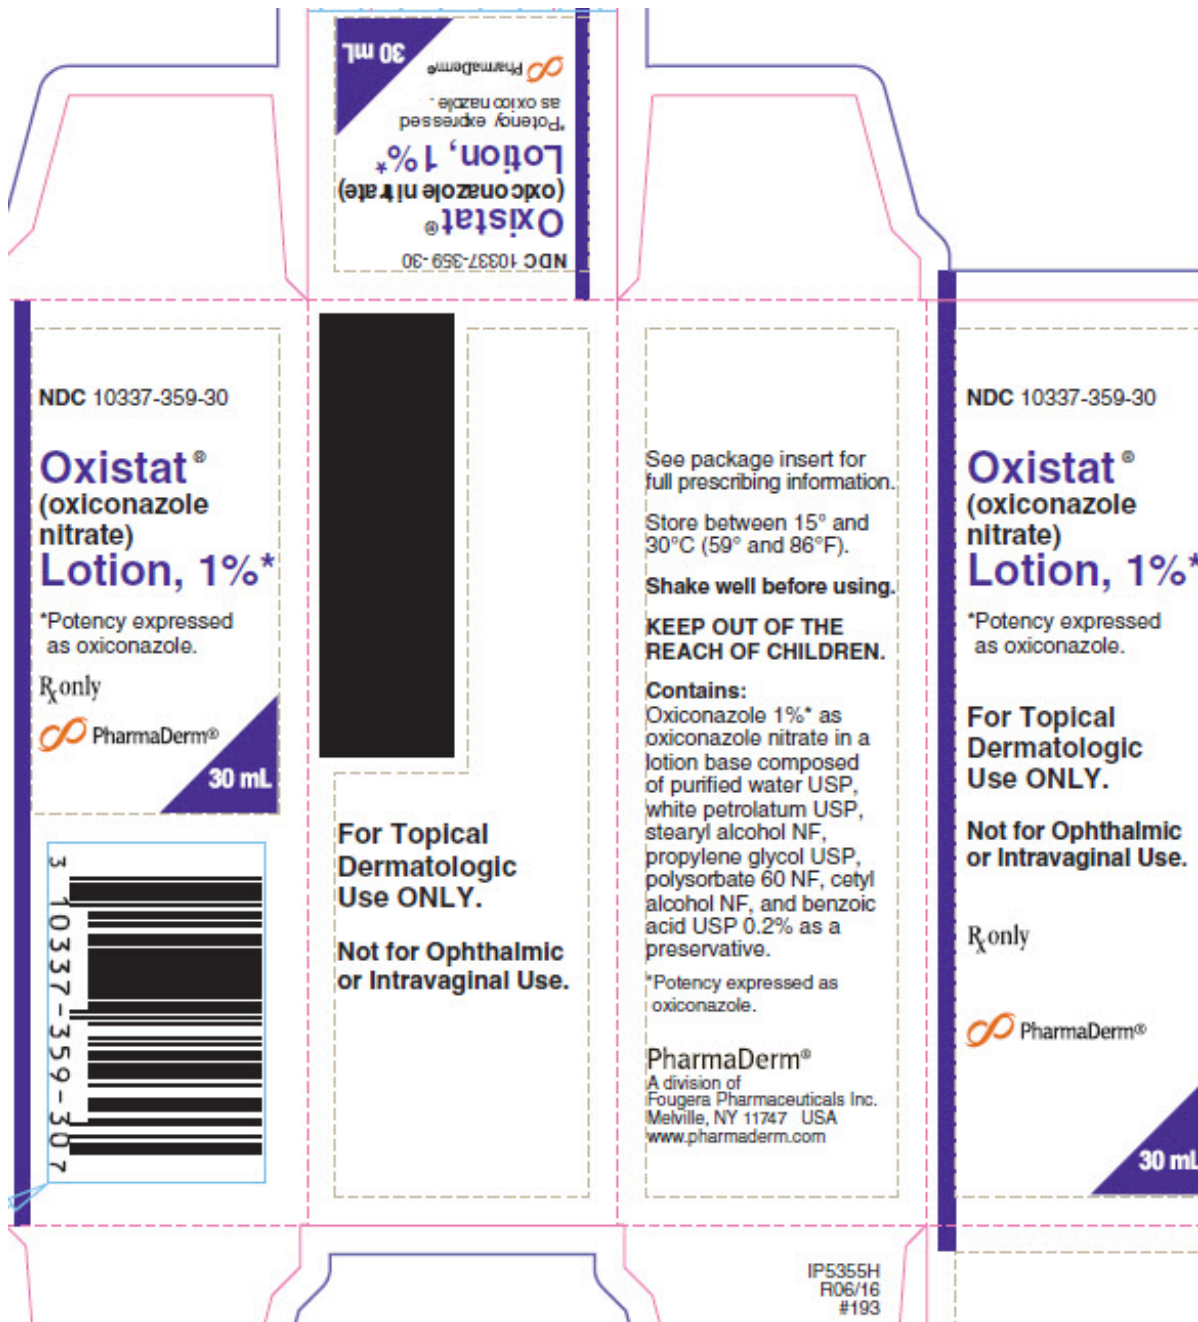 30 mL
PharmaDerm®
*Potency expressed
as oxiconazole.
Lotion, 1%*
(oxiconazole nitrate)
Oxistat®
NDC 10337-359-30
NDC 10337-359-30
Oxistat®
(oxiconazole
nitrate)
Lotion, 1%*
*Potency expressed
as oxiconazole.
Rx only
PharmaDerm®
30 mL
3 10337-359-30 7
For Topical
Dermatologic
Use ONLY.
Not for Ophthalmic
or Intravaginal Use.
See package insert for
full prescribing information.
Store between 15° and
30°C (59° and 86°F).
Shake well before using.
KEEP OUT OF THE
REACH OF CHILDREN.
Contains:
Oxiconazole 1%* as
oxiconazole nitrate in a
lotion base composed
of purified water USP,
white petrolatum USP,
stearyl alcohol NF,
propylene glycol USP,
polysorbate 60 NF, cetyl
alcohol NF, and benzoic
acid USP 0.2% as a
preservative.
*Potency expressed as
oxiconazole.
PharmaDerm®
A division of
Fougera Pharmaceuticals Inc.
Melville, NY 11747 USA
www.pharmaderm.com
NDC 10337-359-30
Oxistat®
(oxiconazole
nitrate)
Lotion, 1%*
*Potency expressed
as oxiconazole.
For Topical
Dermatologic
Use ONLY.
Not for Ophthalmic
or Intravaginal Use.
Rx only
PharmaDerm®
30 mL
IP5355H
R06/16
#193